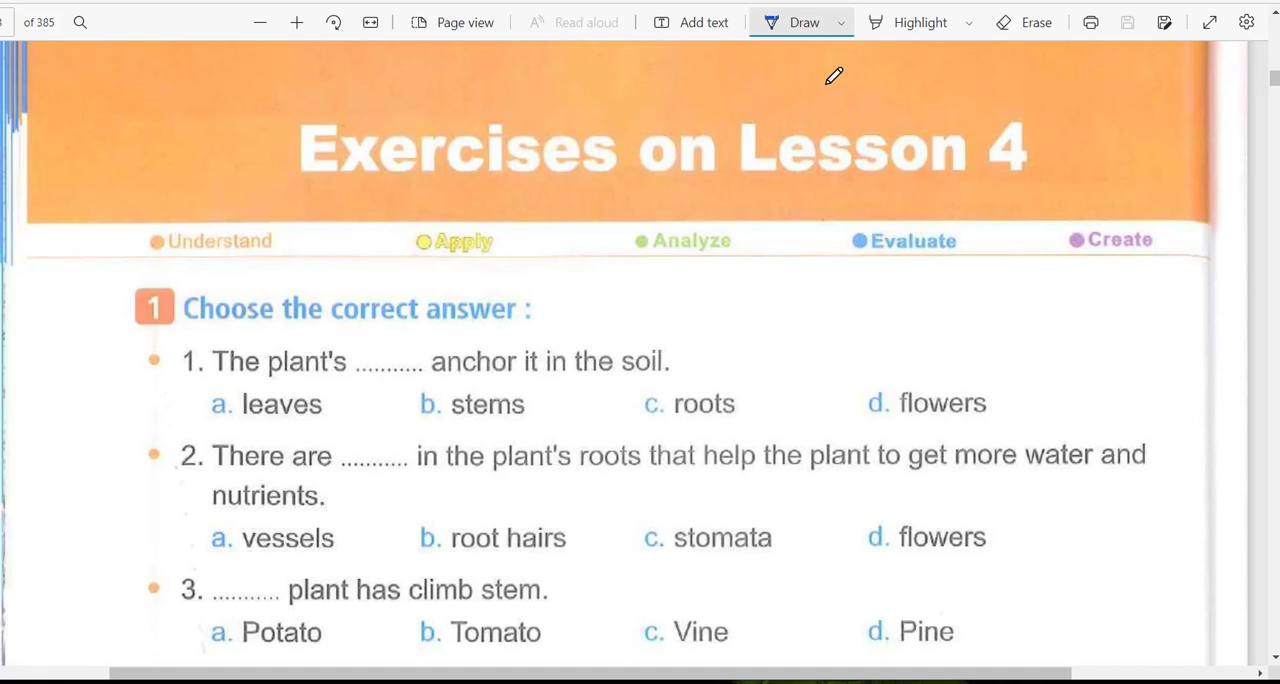 of 385
Page view
Read aloud
Add text
Draw
Highlight
Erase
Exercises on Lesson 4
Understand Apply Analyze Evaluate Create
1 Choose the correct answer :
1. The plant's ........... anchor it in the soil.
a. leaves b. stems c. roots d. flowers
2. There are ........... in the plant's roots that help the plant to get more water and
nutrients.
a. vessels b. root hairs c. stomata d. flowers
3. ........... plant has climb stem.
a. Potato b. Tomato c. Vine d. Pine